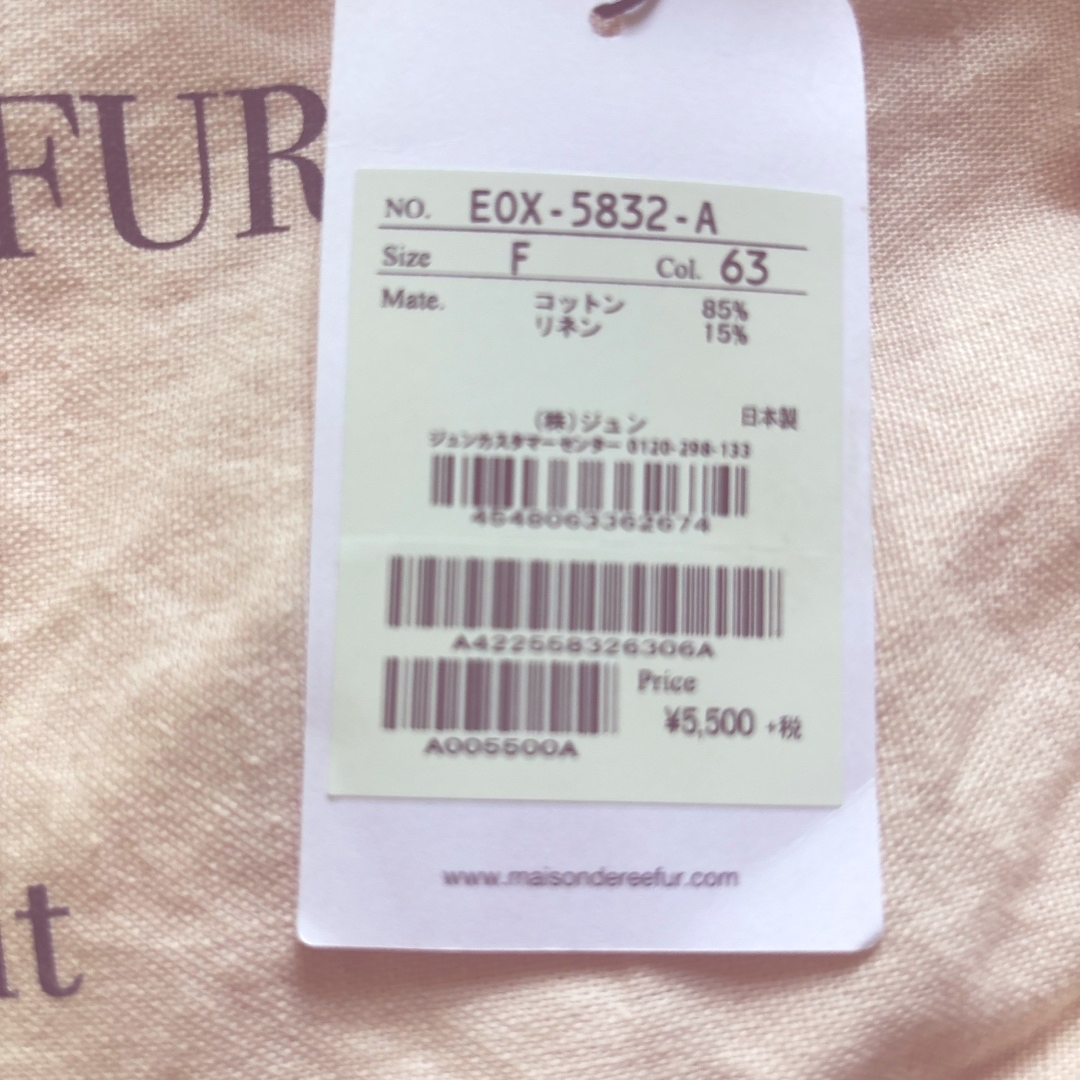 FUR
NO. EOX-5832-A
Size F Col. 63
Mate. コットン 85%
リネン 15%
(株)ジュン 日本製
ジュンカスタマーセンター 0120-298-133
4548063362674
A422558326306A
Price
¥5,500 +税
A005500A
www.maisondereefur.com
it